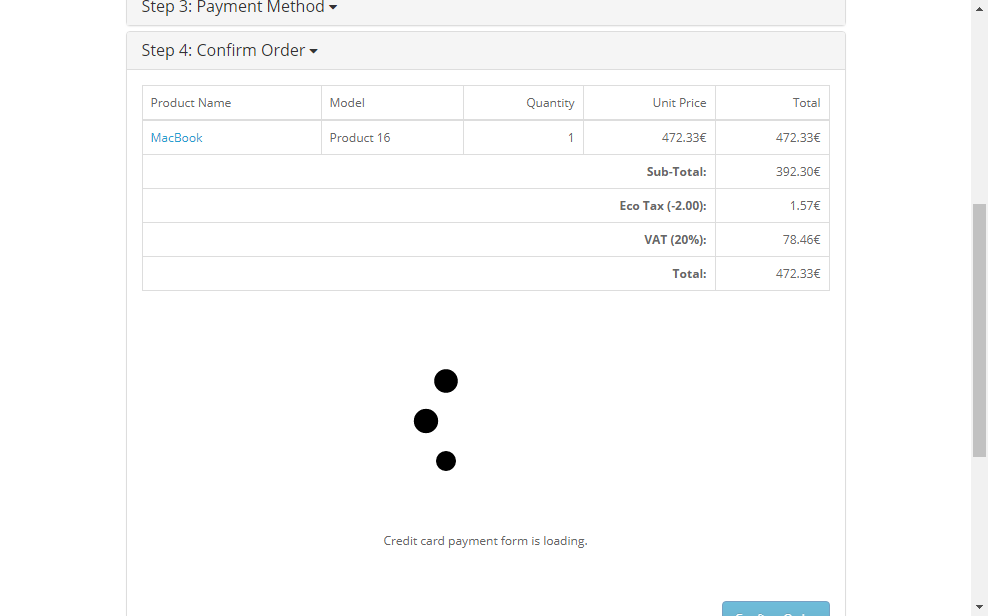 Step 3: Payment Method
Step 4: Confirm Order
Product Name Model Quantity Unit Price Total
MacBook Product 16 1 472.33€ 472.33€
Sub-Total: 392.30€
Eco Tax (-2.00): 1.57€
VAT (20%): 78.46€
Total: 472.33€
Credit card payment form is loading.